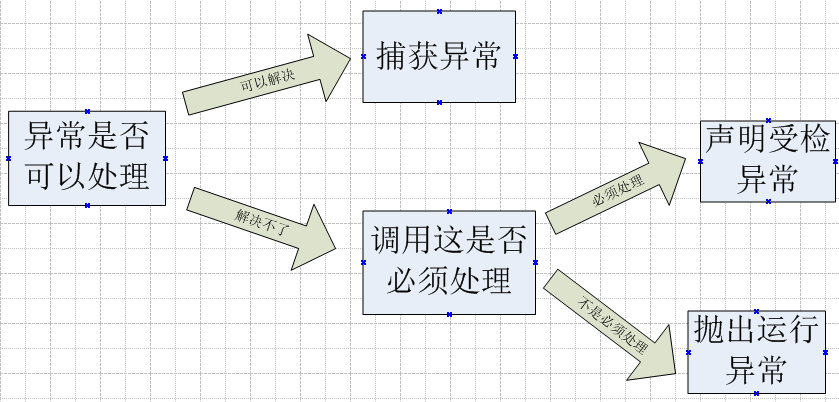 异常是否
可以处理
可以解决
捕获异常
解决不了
调用这是否
必须处理
必须处理
声明受检
异常
不是必须处理
抛出运行
异常